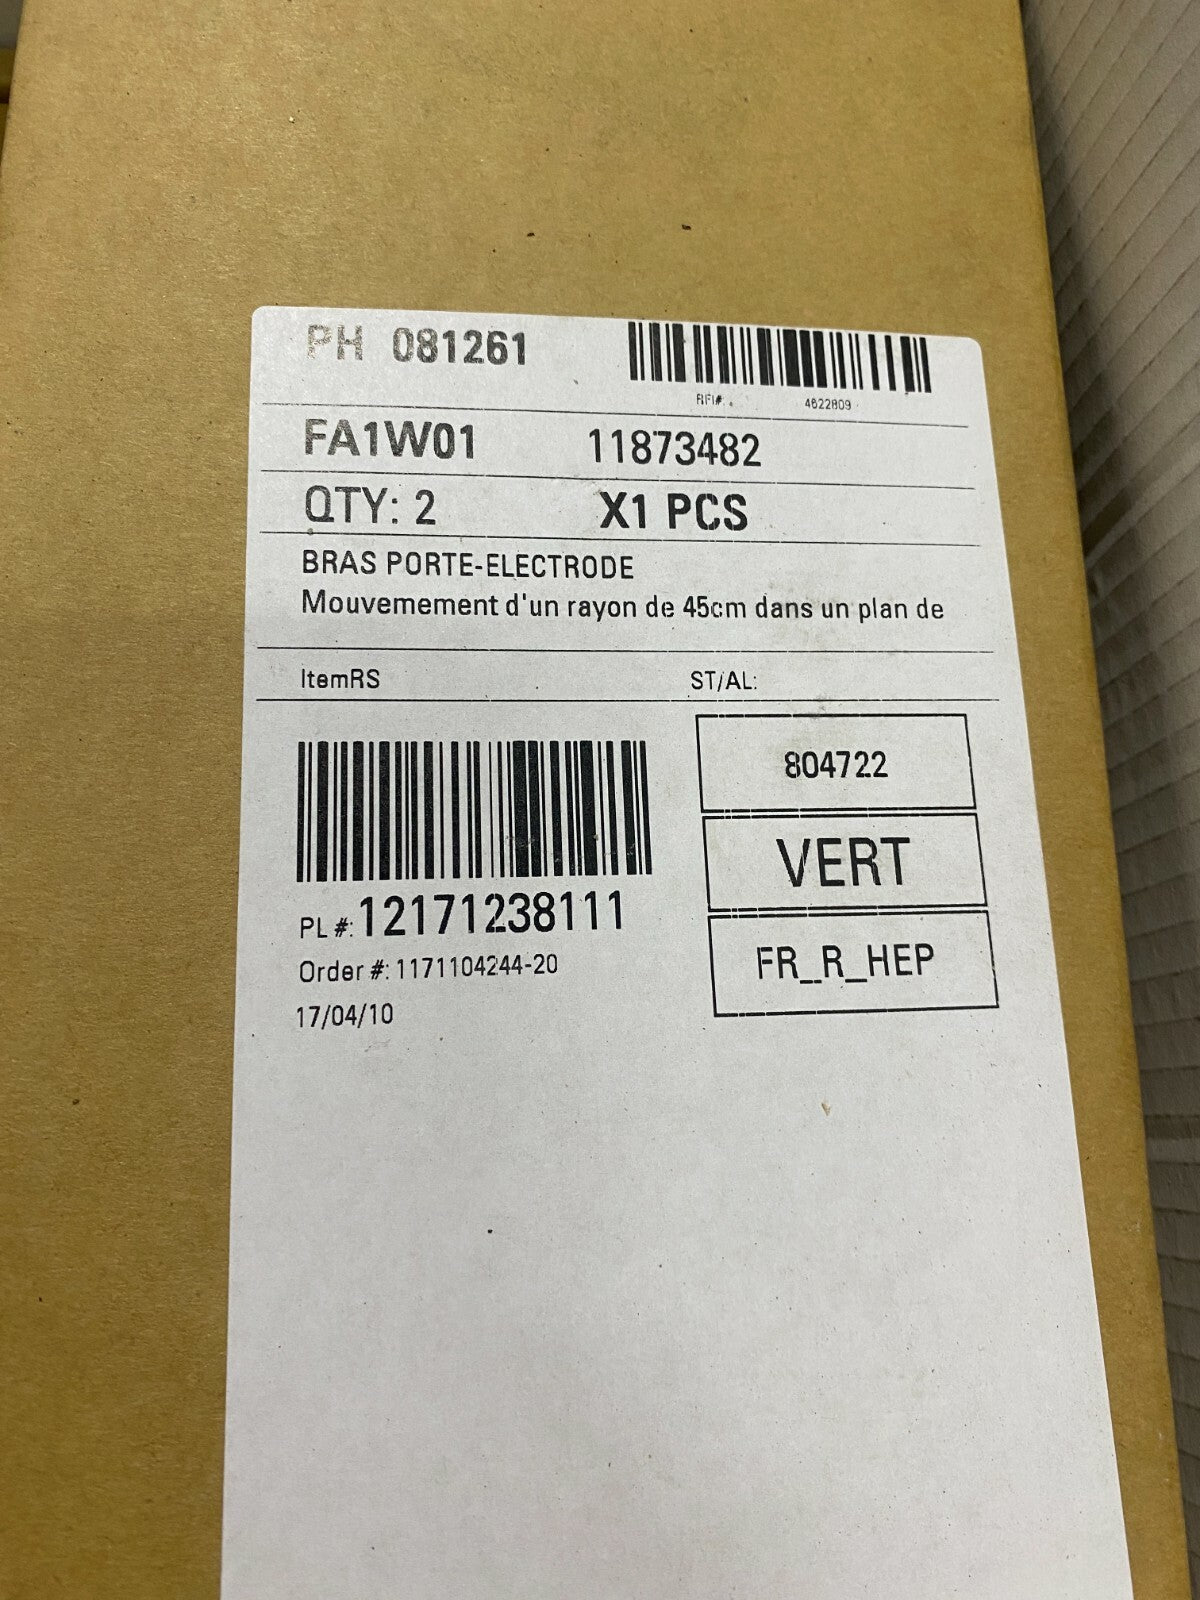 PH 081261
RFI#: 4622809
FA1W01 11873482
QTY: 2 X1 PCS
BRAS PORTE-ELECTRODE
Mouvemement d'un rayon de 45cm dans un plan de
ItemRS ST/AL:
804722
VERT
FR_R_HEP
PL #: 12171238111
Order #: 1171104244-20
17/04/10